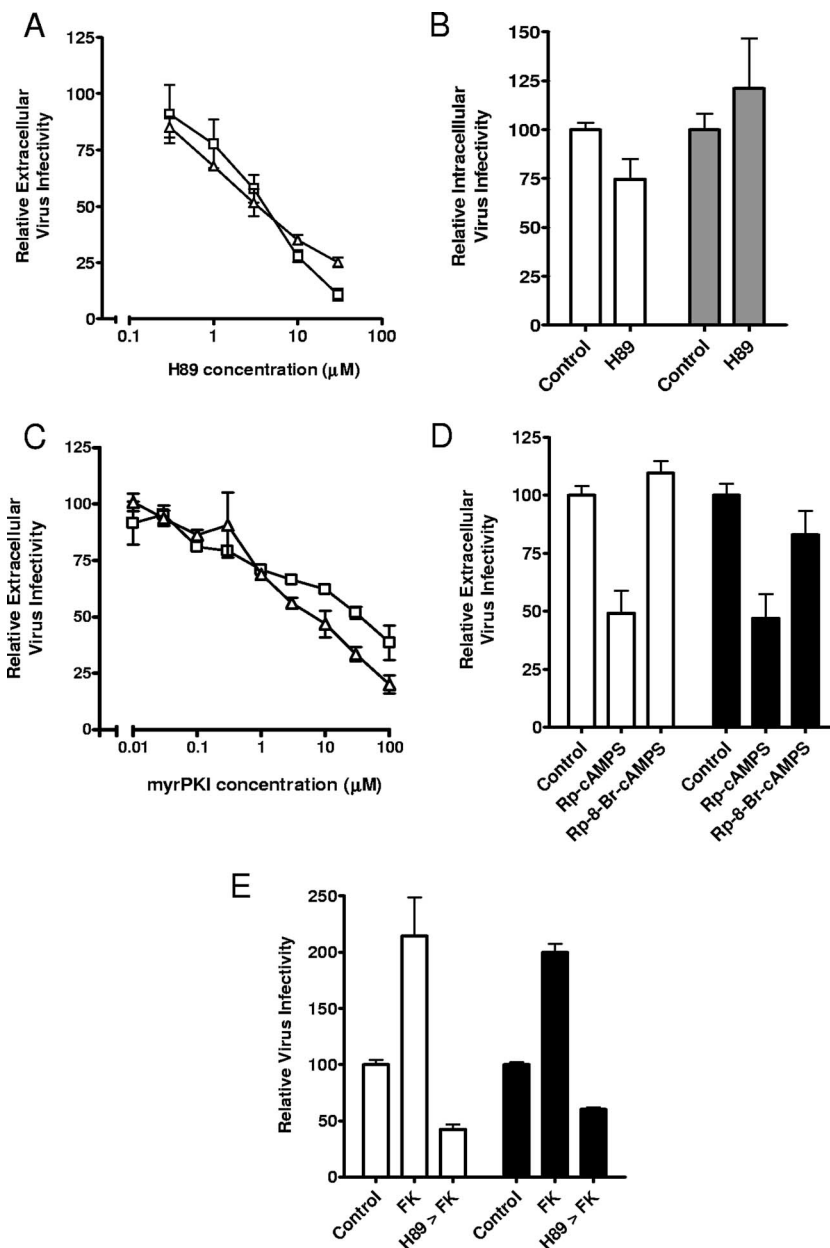 A
Relative Extracellular
Virus Infectivity
125
100
75
50
25
0
0.1
1
10
100
H89 concentration (µM)
B
Relative Intracelllular
Virus Infectivity
150
125
100
75
50
25
0
Control
H89
Control
H89
C
Relative Extracellular
Virus Infectivity
125
100
75
50
25
0
0.01
0.1
1
10
100
myrPKI concentration (µM)
D
Relative Extracellular
Virus Infectivity
125
100
75
50
25
0
Control
Rp-cAMPS
Rp-8-Br-cAMPS
Control
Rp-cAMPS
Rp-8-Br-cAMPS
E
Relative Virus Infectivity
250
200
150
100
50
0
Control
FK
H89 > FK
Control
FK
H89 > FK